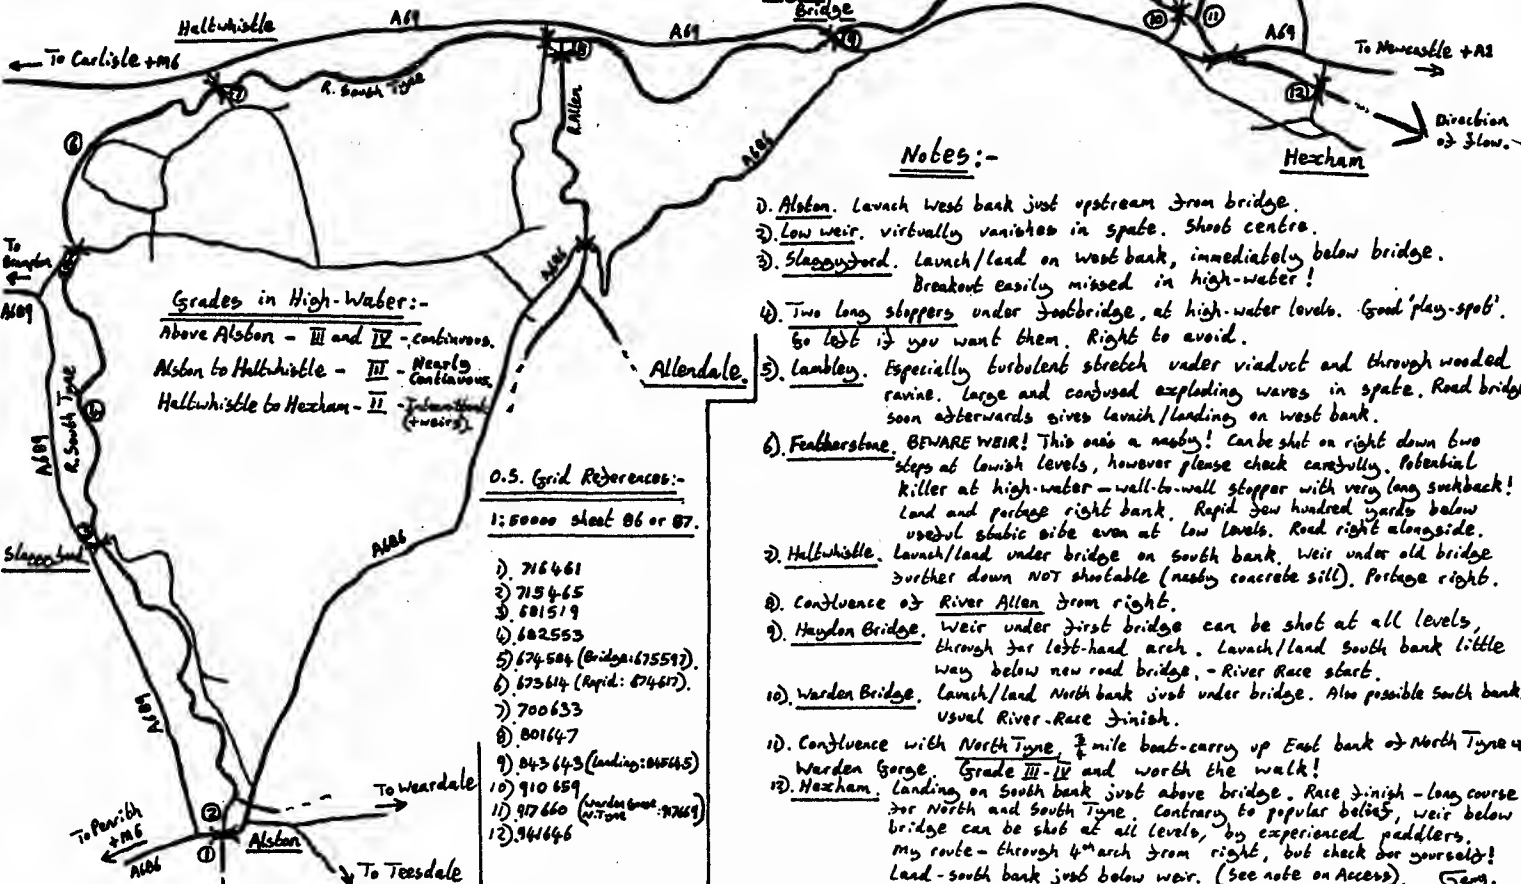 Haltwhistle
A69
A69
Bridge
9
10
11
A69
To Newcastle + A1
To Carlisle + M6
7
R. South Tyne
8
R. Allen
12
Direction
of flow.
Hexham
6
A686
To
Brampton
A689
5
A686
Allendale.
Grades in High-Water:-
Above Alston - III and IV - continuous.
Alston to Haltwhistle - III - Nearly
Continuous.
Haltwhistle to Hexham - II - Intermittent
(+weirs).
A689
R. South Tyne
4
3
Slaggyford
A686
A689
O.S. Grid References:-
1:50000 sheet 86 or 87.
1). 716461
2) 715465
3). 681519
4). 682553
5) 674584 (Bridge: 675597).
6) 673614 (Rapid: 674617).
7) 700633
8) 801647
9) 843643 (Landing: 845645)
10) 910659
11) 917660 (Warden Gorge N. Tyne :917669)
12). 941646
To Weardale
2
To Penrith
+ M6
A686
1
Alston
To Teesdale
Notes:-
1). Alston. Launch West bank just upstream from bridge.
2). Low weir. virtually vanishes in spate. Shoot centre.
3). Slaggyford. Launch/land on West bank, immediately below bridge.
Breakout easily missed in high-water!
4). Two long stoppers under footbridge, at high-water levels. Good 'play-spot'.
Go left if you want them. Right to avoid.
5). Lambley. Especially turbulent stretch under viaduct and through wooded
ravine. Large and confused exploding waves in spate. Road bridge
soon afterwards gives launch/landing on West bank.
6). Featherstone. BEWARE WEIR! This one's a nasty! Can be shot on right down two
steps at lowish levels, however please check carefully. Potential
killer at high-water - wall-to-wall stopper with very long suckback!
Land and portage right bank. Rapid few hundred yards below
useful static site even at low levels. Road right alongside.
7). Haltwhistle. Launch/land under bridge on South bank. Weir under old bridge
further down NOT shootable (nasty concrete sill). Portage right.
8). Confluence of River Allen from right.
9). Haydon Bridge. Weir under first bridge can be shot at all levels,
through far left-hand arch. Launch/land South bank little
way below new road bridge. - River Race start.
10). Warden Bridge. Launch/land North bank just under bridge. Also possible South bank
usual River-Race finish.
11). Confluence with North Tyne. 3/4 mile boat-carry up East bank of North Tyne
Warden Gorge. Grade III-IV and worth the walk!
12). Hexham. Landing on South bank just above bridge. Race finish - long course
for North and South Tyne. Contrary to popular belief, weir below
bridge can be shot at all levels, by experienced paddlers.
My route - through 4th arch from right, but check for yourself!
Land - south bank just below weir. (See note on Access).